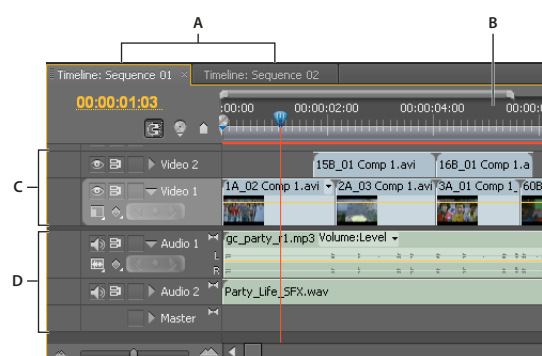 A
B
Timeline: Sequence 01 × Timeline: Sequence 02
00:00:01:03
:00:00 00:00:02:00 00:00:04:00 00:00:0
C
Video 2 15B_01 Comp 1.avi 16B_01 Comp 1.a
Video 1 1A_02 Comp 1.avi 2A_03 Comp 1.avi 3A_01 Comp 1_ 60B
D
Audio 1 gc_party_r1.mp3 Volume:Level
L
R
Audio 2 Party_Life_SFX.wav
Master